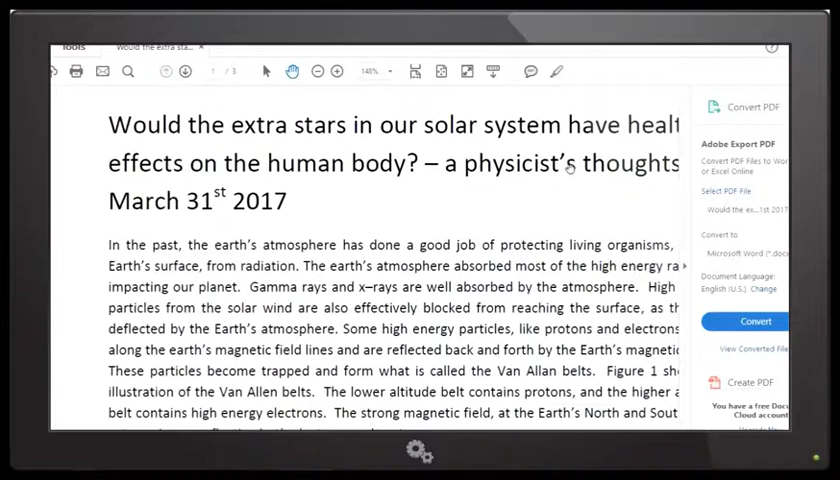 Tools
Would the extra sta... ×
1 / 3
148%
Convert PDF
Would the extra stars in our solar system have healt
effects on the human body? – a physicist's thoughts
March 31st 2017
Adobe Export PDF
Convert PDF Files to Wor
or Excel Online
Select PDF File
Would the ex...1st 2017
Convert to
Microsoft Word (*.docx
Document Language:
English (U.S.) Change
Convert
View Converted File
Create PDF
You have a free Docu
Cloud account
In the past, the earth's atmosphere has done a good job of protecting living organisms,
Earth's surface, from radiation. The earth's atmosphere absorbed most of the high energy ra
impacting our planet. Gamma rays and x–rays are well absorbed by the atmosphere. High
particles from the solar wind are also effectively blocked from reaching the surface, as th
deflected by the Earth's atmosphere. Some high energy particles, like protons and electrons
along the earth's magnetic field lines and are reflected back and forth by the Earth's magnetic
These particles become trapped and form what is called the Van Allan belts. Figure 1 sh
illustration of the Van Allen belts. The lower altitude belt contains protons, and the higher a
belt contains high energy electrons. The strong magnetic field, at the Earth's North and South